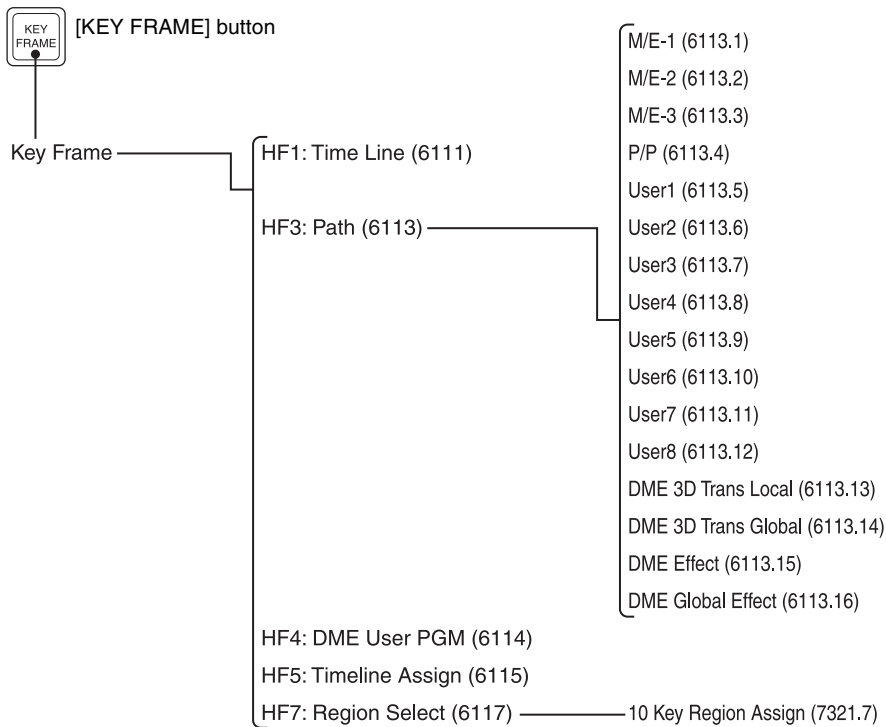 KEY
FRAME
[KEY FRAME] button
Key Frame
HF1: Time Line (6111)
HF3: Path (6113)
M/E-1 (6113.1)
M/E-2 (6113.2)
M/E-3 (6113.3)
P/P (6113.4)
User1 (6113.5)
User2 (6113.6)
User3 (6113.7)
User4 (6113.8)
User5 (6113.9)
User6 (6113.10)
User7 (6113.11)
User8 (6113.12)
DME 3D Trans Local (6113.13)
DME 3D Trans Global (6113.14)
DME Effect (6113.15)
DME Global Effect (6113.16)
HF4: DME User PGM (6114)
HF5: Timeline Assign (6115)
HF7: Region Select (6117)
10 Key Region Assign (7321.7)